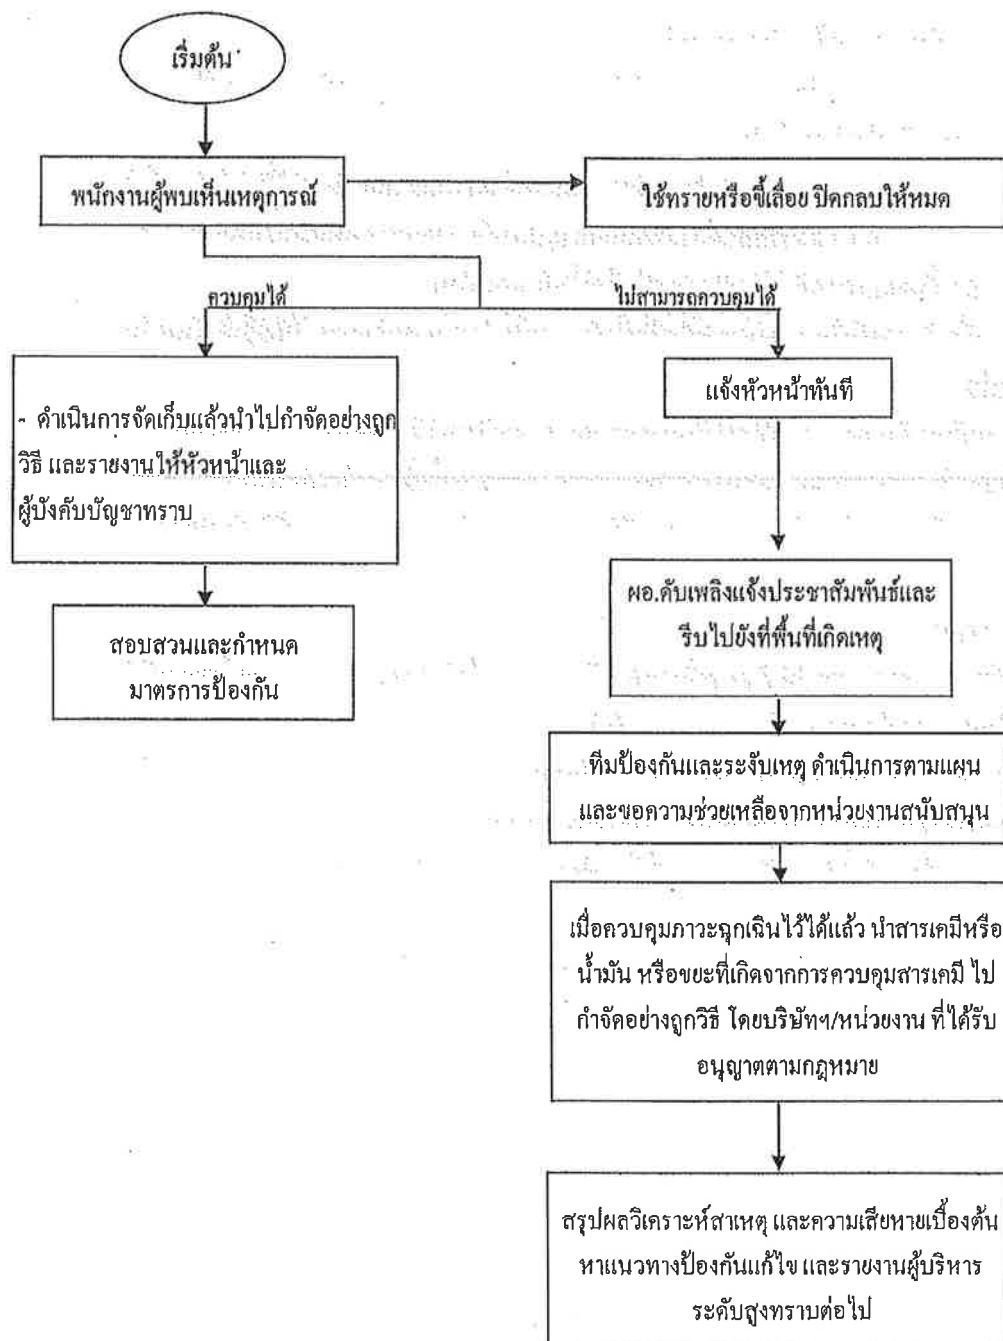 เริ่มต้น
พนักงานผู้พบเห็นเหตุการณ์
ใช้ทรายหรือขี้เลื่อย ปิดกลบให้หมด
ควบคุมได้
ไม่สามารถควบคุมได้
- ดำเนินการจัดเก็บแล้วนำไปกำจัดอย่างถูก
วิธี และรายงานให้หัวหน้าและ
ผู้บังคับบัญชาทราบ
แจ้งหัวหน้าทันที
สอบสวนและกำหนด
มาตรการป้องกัน
ผอ.ดับเพลิงแจ้งประชาสัมพันธ์และ
รีบไปยังที่พื้นที่เกิดเหตุ
ทีมป้องกันและระงับเหตุ ดำเนินการตามแผน
และขอความช่วยเหลือจากหน่วยงานสนับสนุน
เมื่อควบคุมภาวะฉุกเฉินไว้ได้แล้ว นำสารเคมีหรือ
น้ำมัน หรือขยะที่เกิดจากการควบคุมสารเคมี ไป
กำจัดอย่างถูกวิธี โดยบริษัทฯ/หน่วยงาน ที่ได้รับ
อนุญาตตามกฎหมาย
สรุปผลวิเคราะห์สาเหตุ และความเสียหายเบื้องต้น
หาแนวทางป้องกันแก้ไข และรายงานผู้บริหาร
ระดับสูงทราบต่อไป